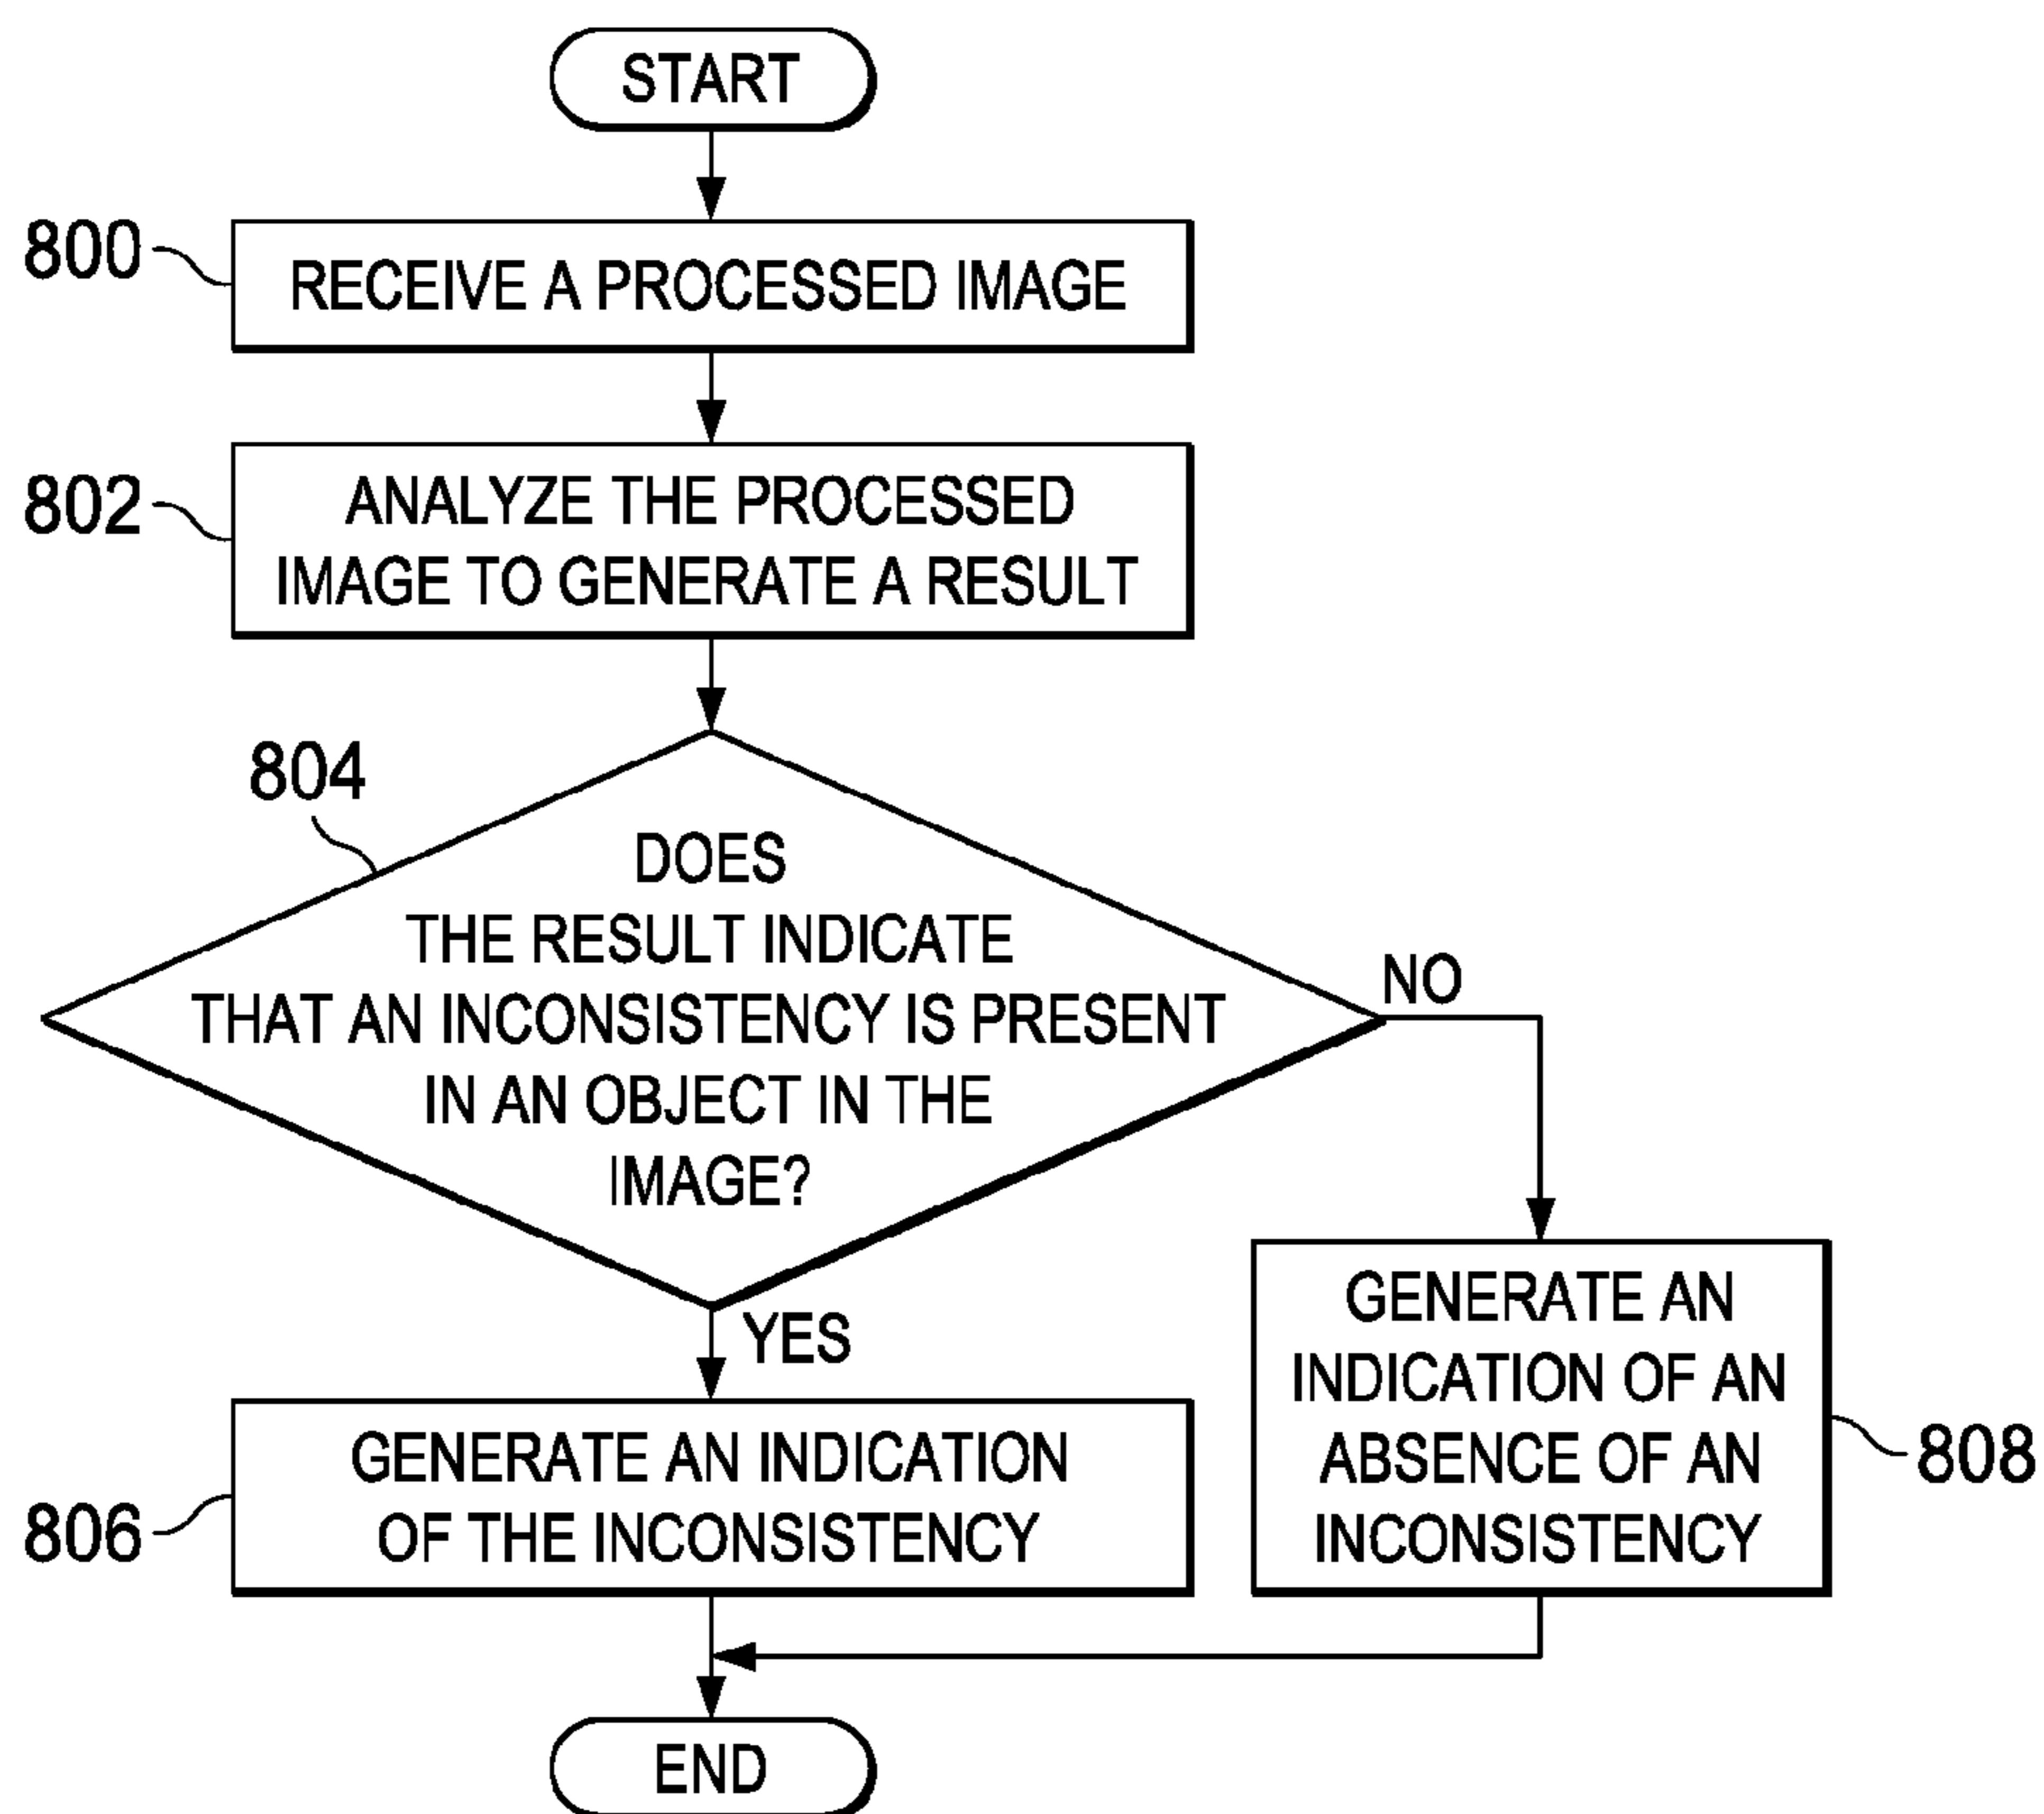 START
800
RECEIVE A PROCESSED IMAGE
802
ANALYZE THE PROCESSED
IMAGE TO GENERATE A RESULT
804
DOES
THE RESULT INDICATE
THAT AN INCONSISTENCY IS PRESENT
IN AN OBJECT IN THE
IMAGE?
NO
YES
GENERATE AN INDICATION
OF THE INCONSISTENCY
806
GENERATE AN
INDICATION OF AN
ABSENCE OF AN
INCONSISTENCY
808
END